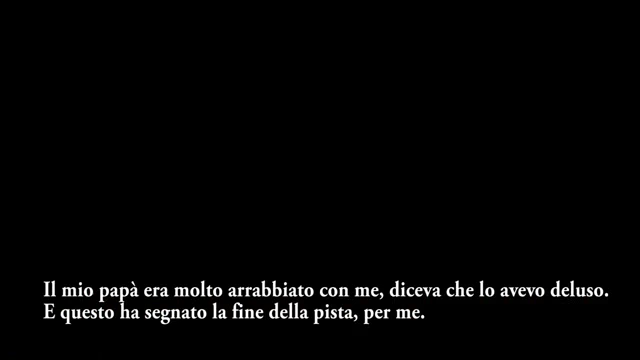 Il mio papà era molto arrabbiato con me, diceva che lo avevo deluso.
E questo ha segnato la fine della pista, per me.